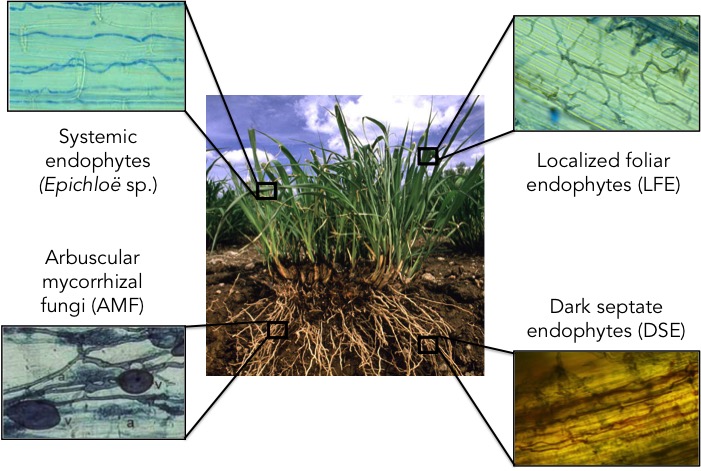 Systemic
endophytes
(Epichloë sp.)
Localized foliar
endophytes (LFE)
Arbuscular
mycorrhizal
fungi (AMF)
a
v
v
a
Dark septate
endophytes (DSE)